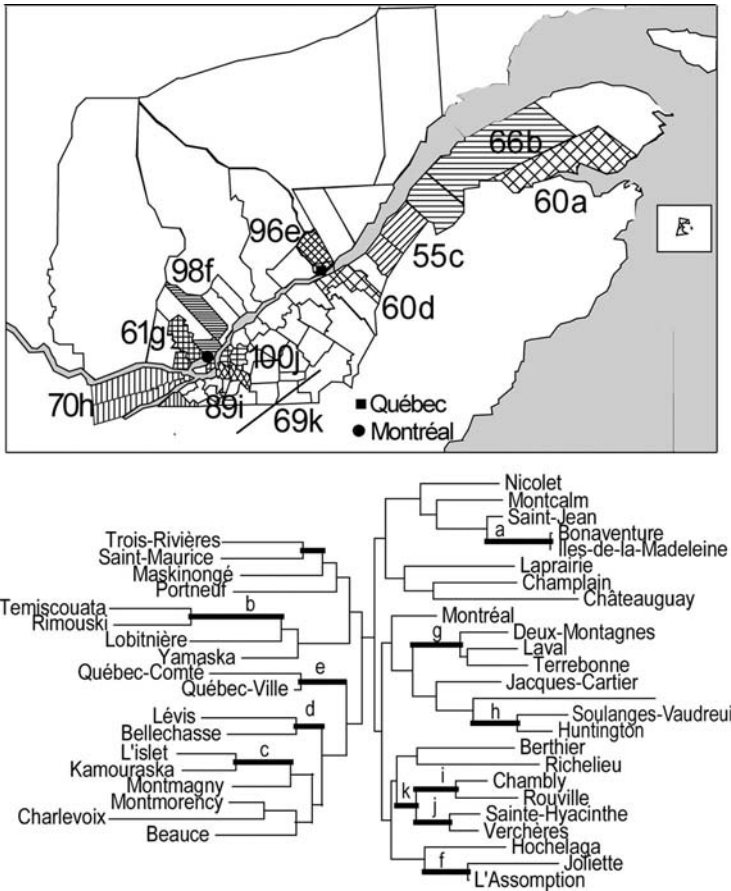 66b
60a
96e
55c
98f
60d
61g
100j
70h
89i
69k
Québec
Montréal
Nicolet
Montcalm
Saint-Jean
a
Bonaventure
Iles-de-la-Madeleine
Laprairie
Champlain
Châteauguay
Trois-Rivières
Saint-Maurice
Maskinongé
Portneuf
Temiscouata
b
Rimouski
Lobitnière
Yamaska
Québec-Comté
e
Québec-Ville
Lévis
d
Bellechasse
L'islet
c
Kamouraska
Montmagny
Montmorency
Charlevoix
Beauce
Montréal
g
Deux-Montagnes
Laval
Terrebonne
Jacques-Cartier
h
Soulanges-Vaudreui
Huntington
Berthier
Richelieu
i
Chambly
k
Rouville
j
Sainte-Hyacinthe
Verchères
Hochelaga
f
Joliette
L'Assomption